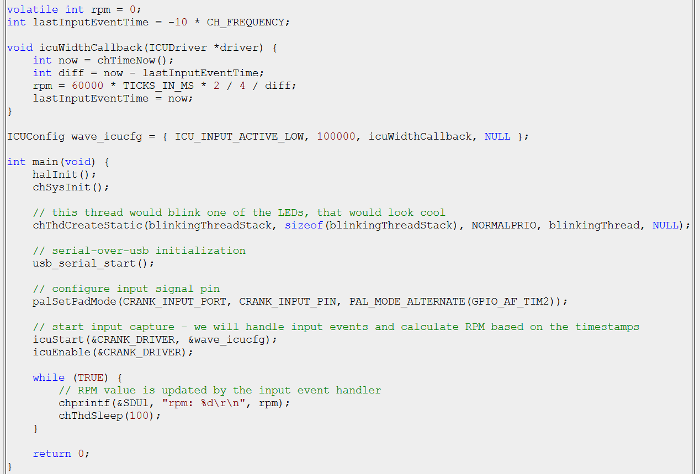 volatile int rpm = 0;
int lastInputEventTime = -10 * CH_FREQUENCY;
void icuWidthCallback(ICUDriver *driver) {
    int now = chTimeNow();
    int diff = now - lastInputEventTime;
    rpm = 60000 * TICKS_IN_MS * 2 / 4 / diff;
    lastInputEventTime = now;
}
ICUConfig wave_icucfg = { ICU_INPUT_ACTIVE_LOW, 100000, icuWidthCallback, NULL };
int main(void) {
    halInit();
    chSysInit();
    // this thread would blink one of the LEDs, that would look cool
    chThdCreateStatic(blinkingThreadStack, sizeof(blinkingThreadStack), NORMALPRIO, blinkingThread, NULL);
    // serial-over-usb initialization
    usb_serial_start();
    // configure input signal pin
    palSetPadMode(CRANK_INPUT_PORT, CRANK_INPUT_PIN, PAL_MODE_ALTERNATE(GPIO_AF_TIM2));
    // start input capture - we will handle input events and calculate RPM based on the timestamps
    icuStart(&CRANK_DRIVER, &wave_icucfg);
    icuEnable(&CRANK_DRIVER);
    while (TRUE) {
        // RPM value is updated by the input event handler
        chprintf(&SDU1, "rpm: %d\r\n", rpm);
        chThdSleep(100);
    }
    return 0;
}